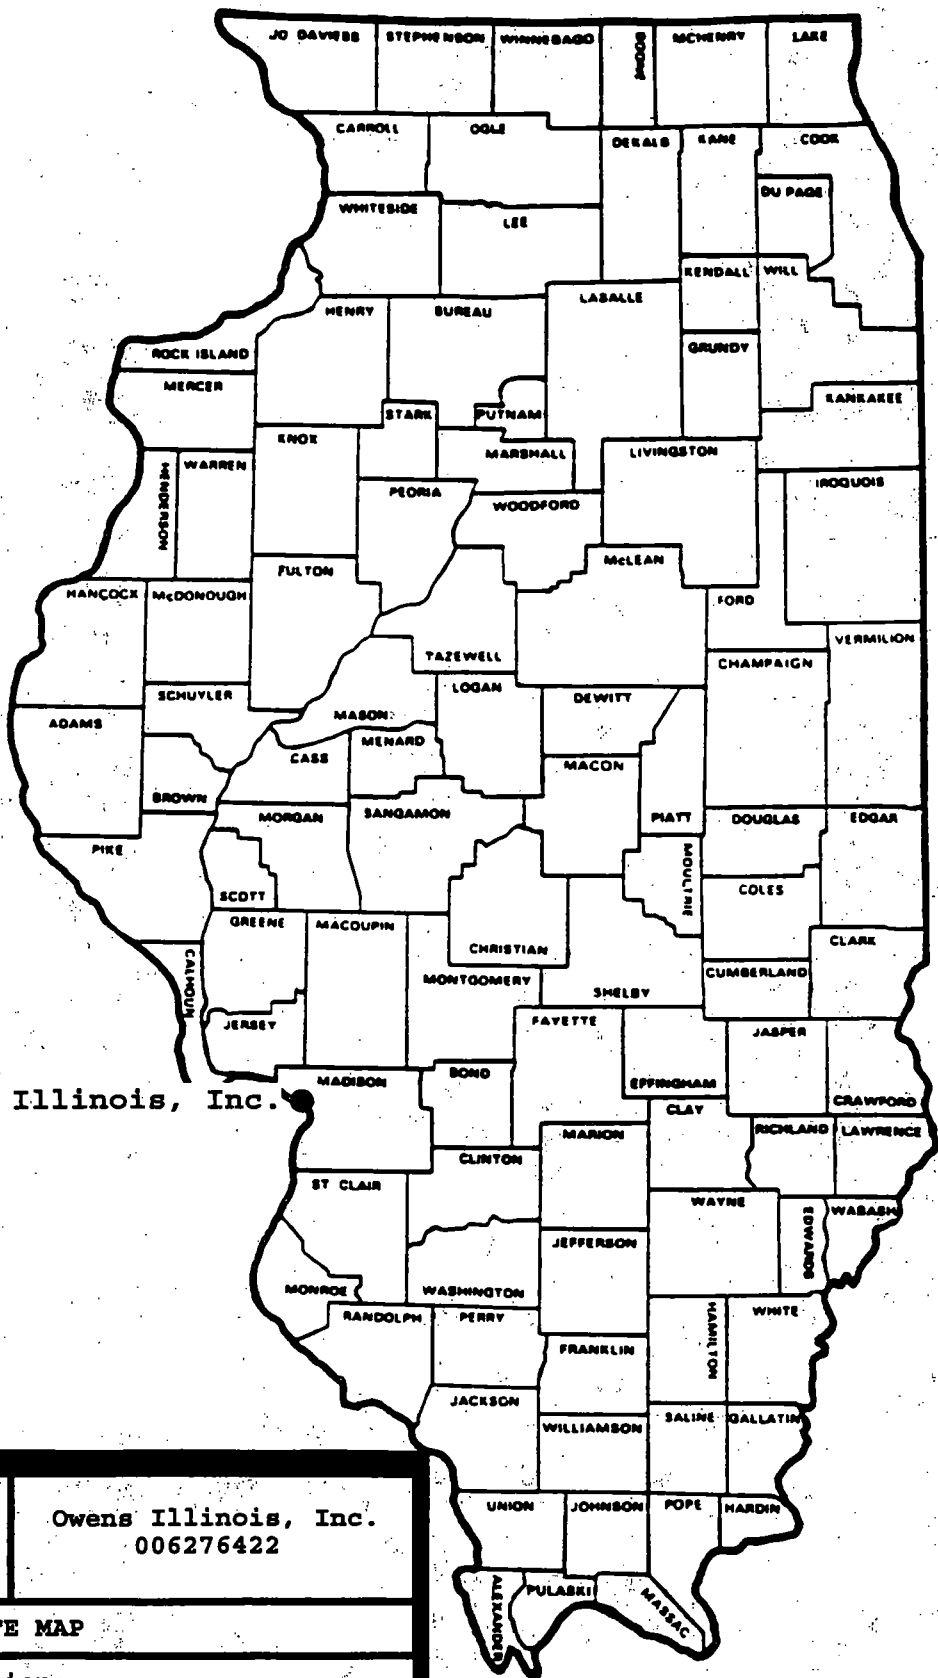 JO DAVIESS
STEPHENSON
WINNEBAGO
BOONE
MCHENRY
LAKE
CARROLL
OGLE
DEKALB
KANE
COOK
DU PAGE
WHITESIDE
LEE
KENDALL
WILL
LASALLE
HENRY
BUREAU
GRUNDY
ROCK ISLAND
MERCER
KANKAKEE
STARK
PUTNAM
KNOX
MARSHALL
LIVINGSTON
HENDERSON
WARREN
PEORIA
WOODFORD
IROQUOIS
McLEAN
FULTON
HANCOCK
McDONOUGH
FORD
TAZEWELL
VERMILION
CHAMPAIGN
SCHUYLER
LOGAN
DEWITT
MASON
ADAMS
MENARD
CASS
MACON
BROWN
MORGAN
SANGAMON
PIATT
DOUGLAS
EDGAR
PIKE
MOULTRIE
SCOTT
COLES
GREENE
MACOUPIN
CHRISTIAN
CLARK
CALHOUN
MONTGOMERY
CUMBERLAND
SHELBY
JERSEY
FAYETTE
JASPER
Illinois, Inc.
MADISON
BOND
EFFINGHAM
CRAWFORD
CLAY
RICHLAND
LAWRENCE
MARION
CLINTON
ST CLAIR
WAYNE
EDWARDS
WABASH
JEFFERSON
MONROE
WASHINGTON
RANDOLPH
PERRY
HAMILTON
WHITE
FRANKLIN
JACKSON
WILLIAMSON
SALINE
GALLATIN
UNION
JOHNSON
POPE
HARDIN
ALEXANDER
PULASKI
MASSAC
Owens Illinois, Inc.
006276422
MAP